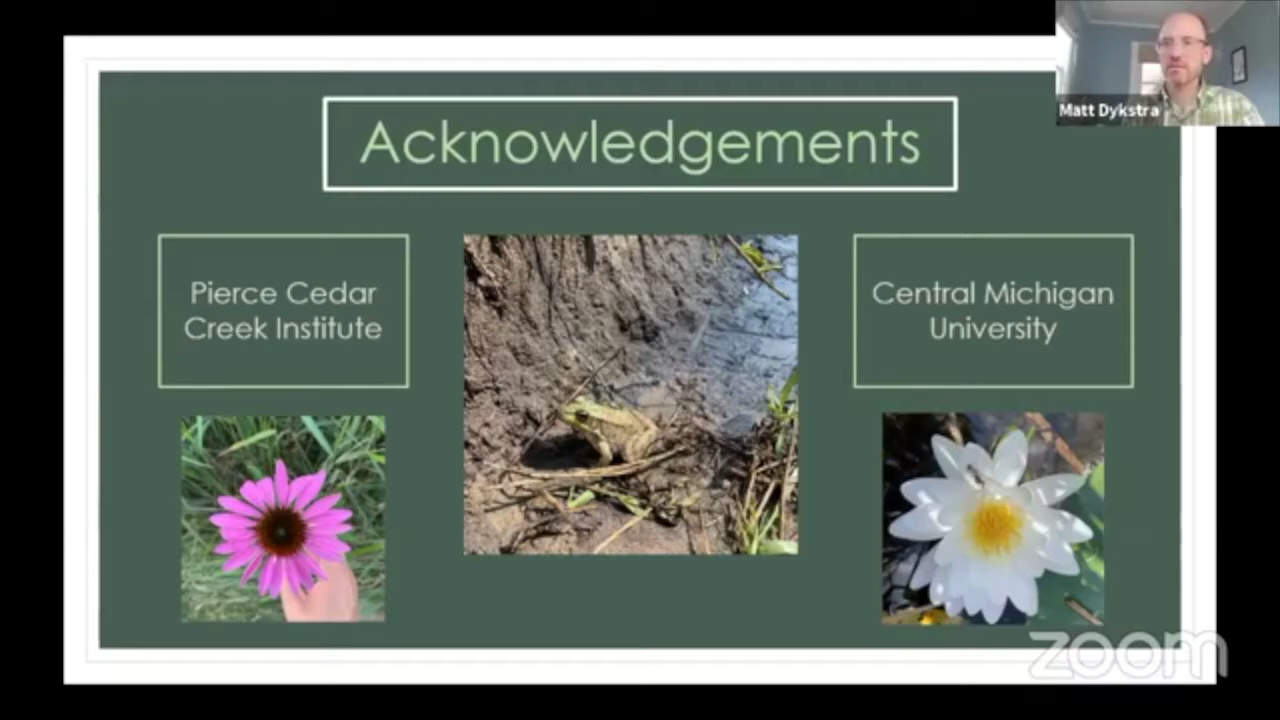 Matt Dykstra
Acknowledgements
Pierce Cedar
Creek Institute
Central Michigan
University
zoom